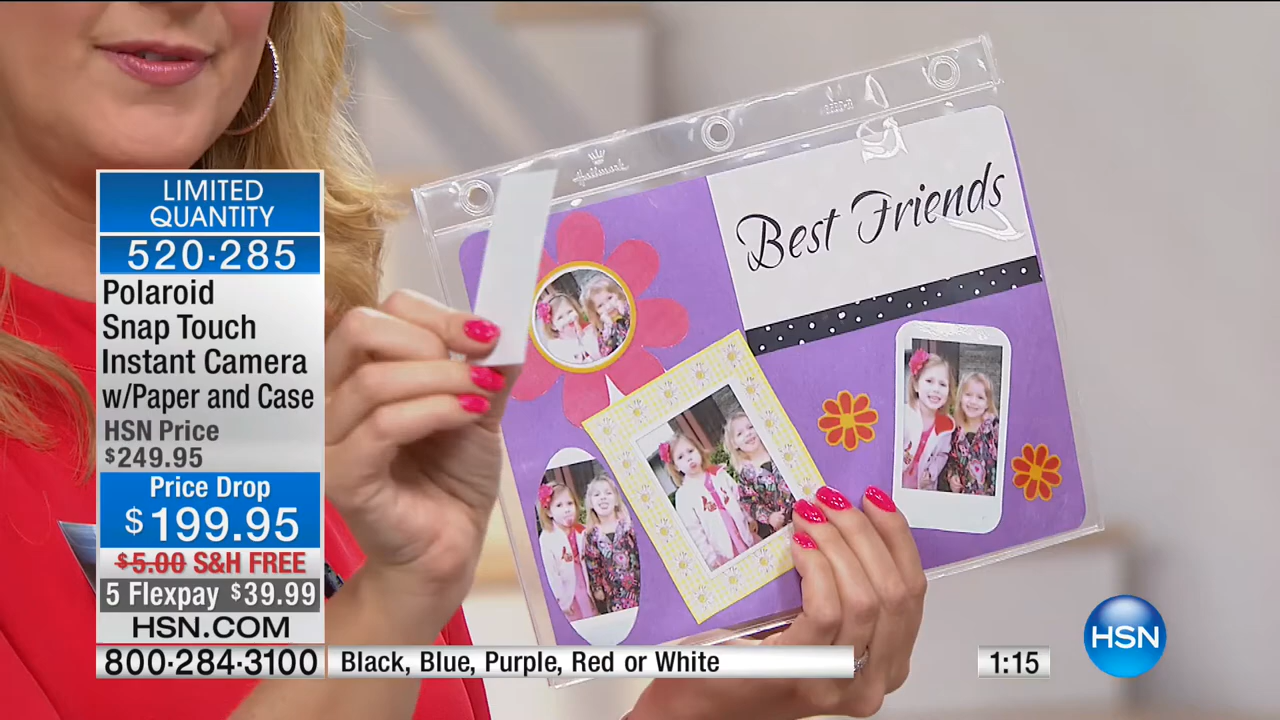 LIMITED
QUANTITY
520-285
Polaroid
Snap Touch
Instant Camera
w/Paper and Case
HSN Price
$249.95
Price Drop
$199.95
$5.00 S&H FREE
5 Flexpay $39.99
HSN.COM
800-284-3100
Black, Blue, Purple, Red or White
1:15
HSN
Best Friends
Hallmark